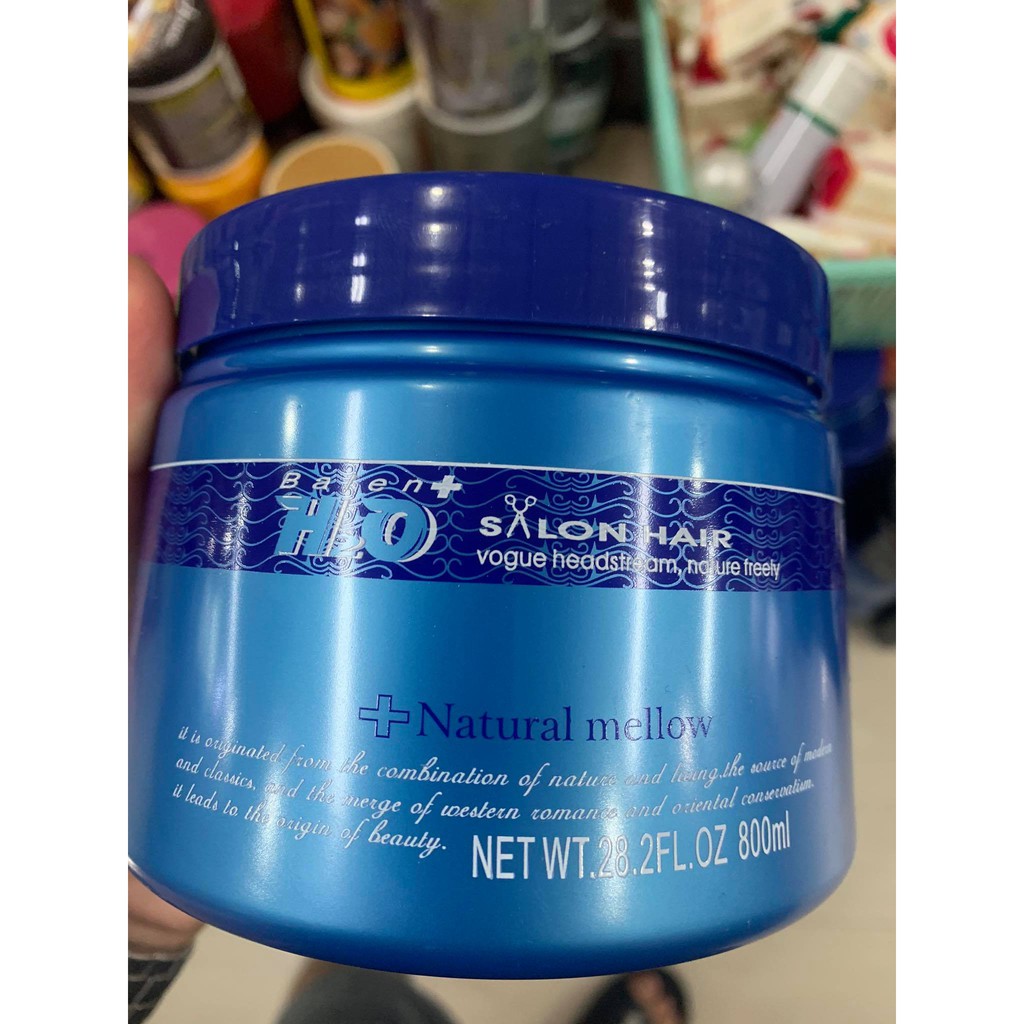 Bażen+
H2O
SALON HAIR
vogue headstream, nature freely
Natural mellow
it is originated from the combination of nature and living.the source of modern
and classics, and the merge of western romance and oriental conservatism.
it leads to the origin of beauty.
NET WT.28.2FL.OZ 800ml